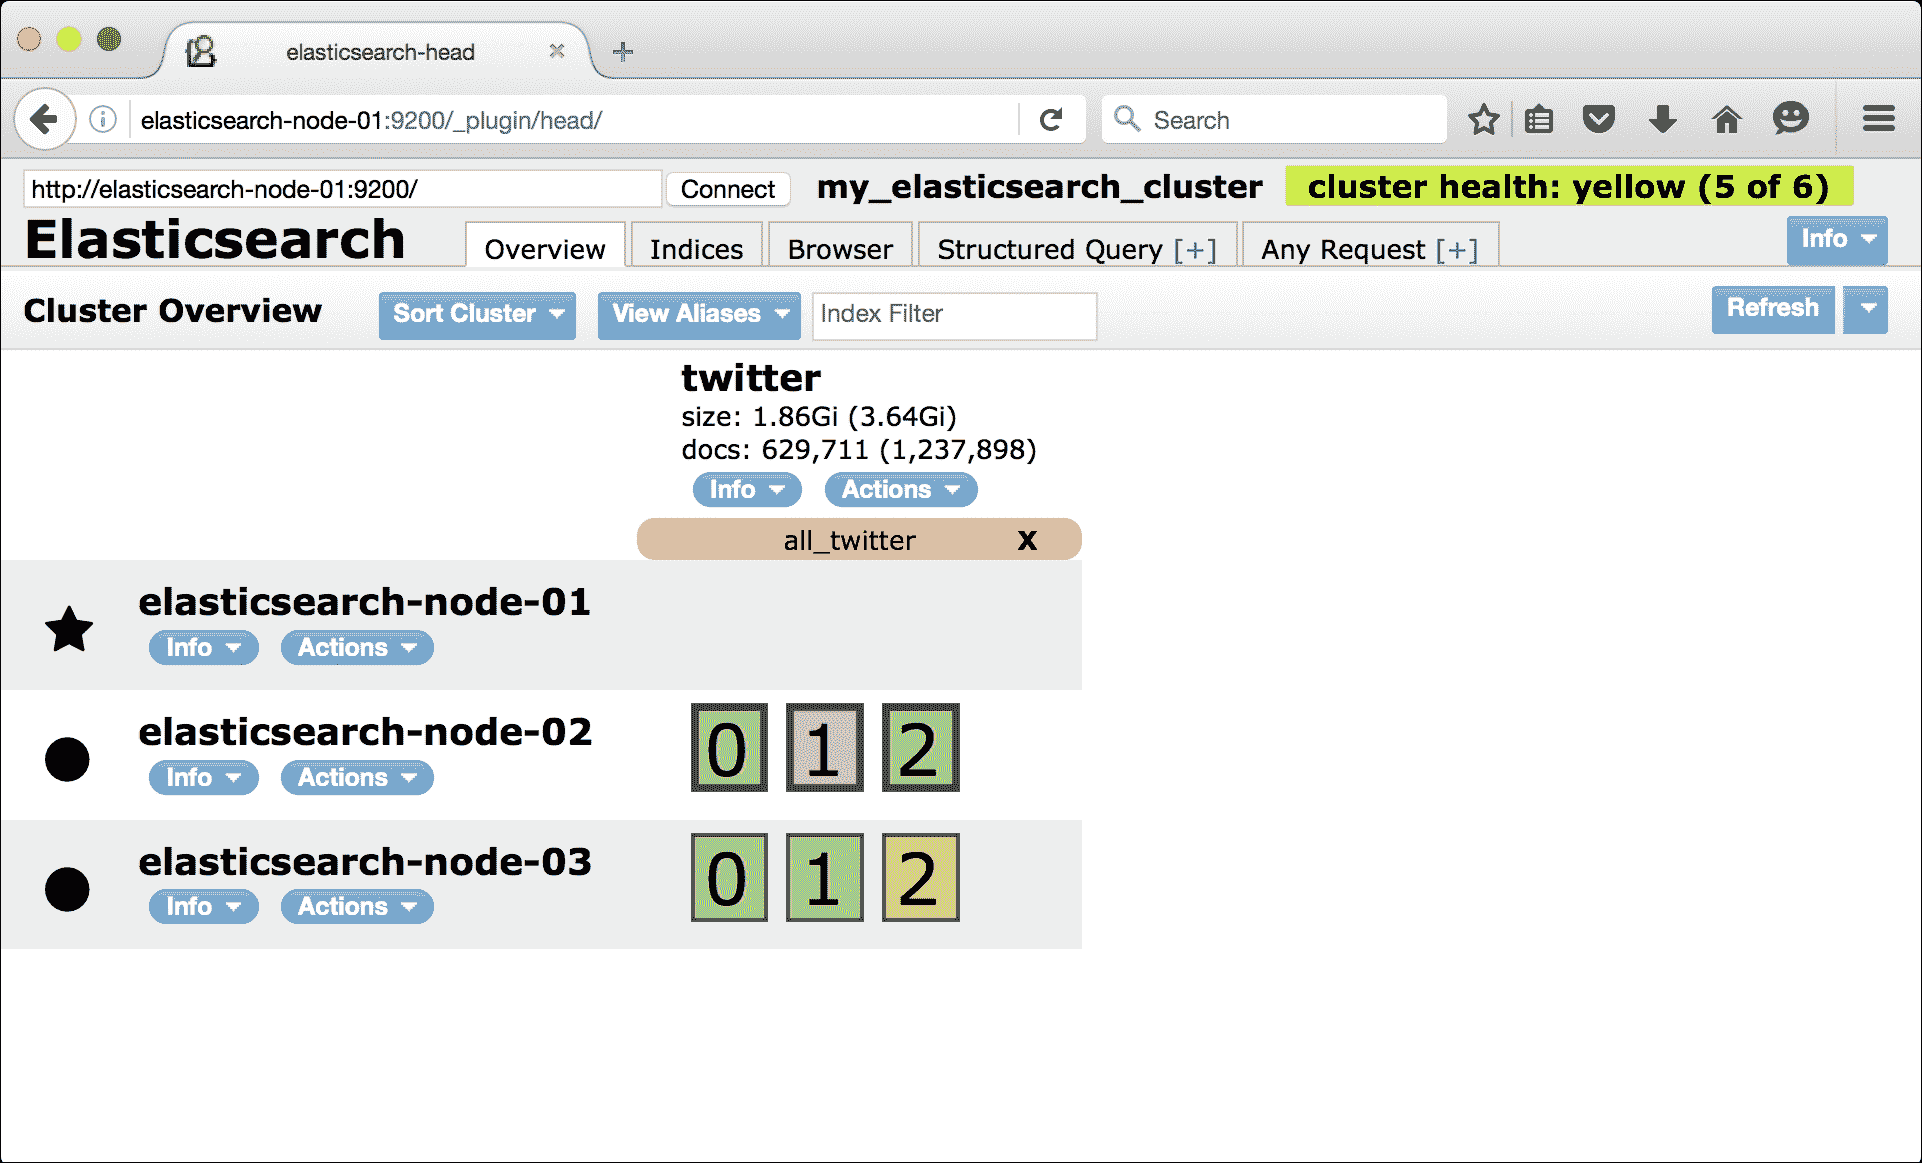 elasticsearch-head
elasticsearch-node-01:9200/_plugin/head/
Search
http://elasticsearch-node-01:9200/ Connect my_elasticsearch_cluster cluster health: yellow (5 of 6)
Elasticsearch Overview Indices Browser Structured Query [+] Any Request [+] Info
Cluster Overview Sort Cluster View Aliases Index Filter Refresh
twitter
size: 1.86Gi (3.64Gi)
docs: 629,711 (1,237,898)
Info Actions
all_twitter X
elasticsearch-node-01
Info Actions
elasticsearch-node-02 0 1 2
Info Actions
elasticsearch-node-03 0 1 2
Info Actions